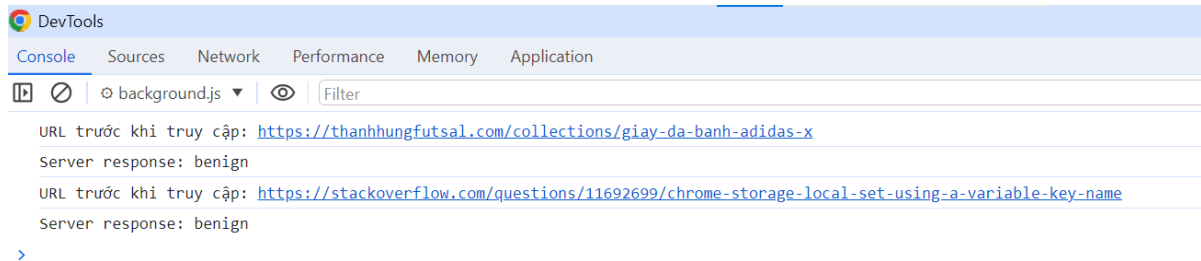 DevTools
Console Sources Network Performance Memory Application
background.js ▼ Filter
URL trước khi truy cập: https://thanhhungfutsal.com/collections/giay-da-banh-adidas-x
Server response: benign
URL trước khi truy cập: https://stackoverflow.com/questions/11692699/chrome-storage-local-set-using-a-variable-key-name
Server response: benign
>